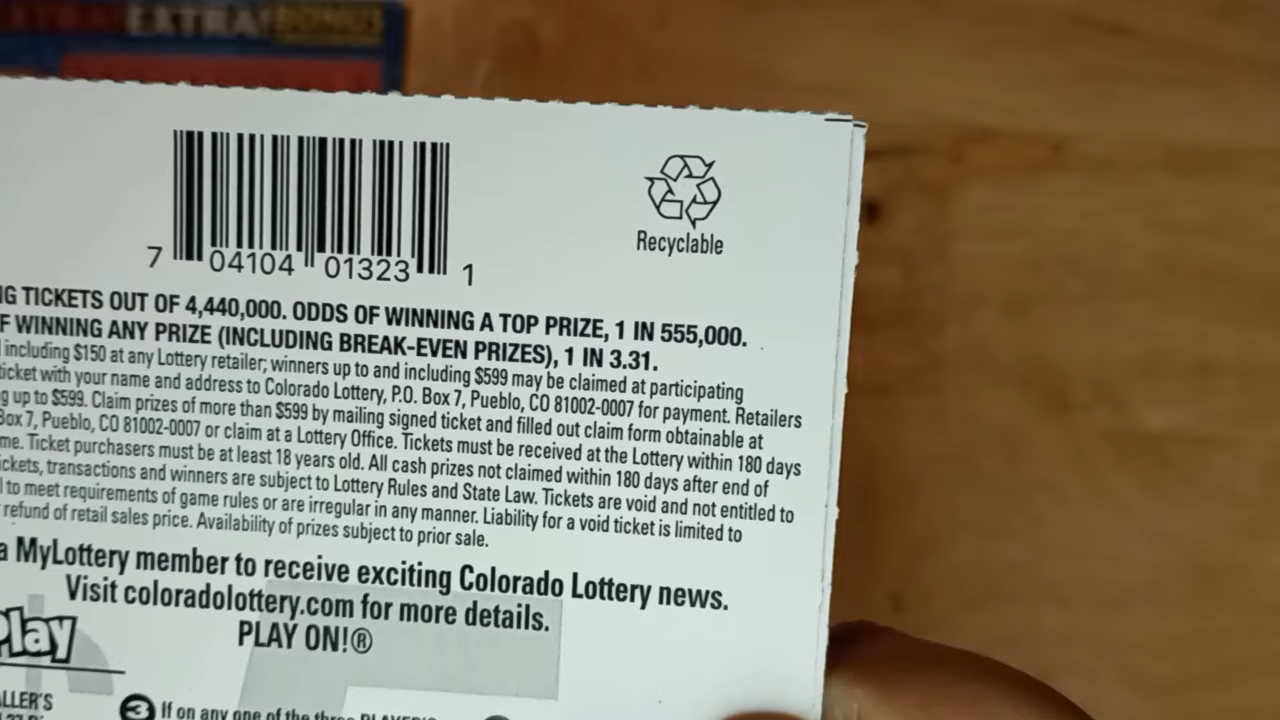 EXTRA!
BONUS
7 04104 01323 1
Recyclable
G TICKETS OUT OF 4,440,000. ODDS OF WINNING A TOP PRIZE, 1 IN 555,000.
F WINNING ANY PRIZE (INCLUDING BREAK-EVEN PRIZES), 1 IN 3.31.
including $150 at any Lottery retailer; winners up to and including $599 may be claimed at participating
ticket with your name and address to Colorado Lottery, P.O. Box 7, Pueblo, CO 81002-0007 for payment. Retailers
g up to $599. Claim prizes of more than $599 by mailing signed ticket and filled out claim form obtainable at
Box 7, Pueblo, CO 81002-0007 or claim at a Lottery Office. Tickets must be received at the Lottery within 180 days
me. Ticket purchasers must be at least 18 years old. All cash prizes not claimed within 180 days after end of
ickets, transactions and winners are subject to Lottery Rules and State Law. Tickets are void and not entitled to
l to meet requirements of game rules or are irregular in any manner. Liability for a void ticket is limited to
refund of retail sales price. Availability of prizes subject to prior sale.
a MyLottery member to receive exciting Colorado Lottery news.
Visit coloradolottery.com for more details.
PLAY ON!®
Play
ALLER'S
3 If on any one of the three PLAYER'S